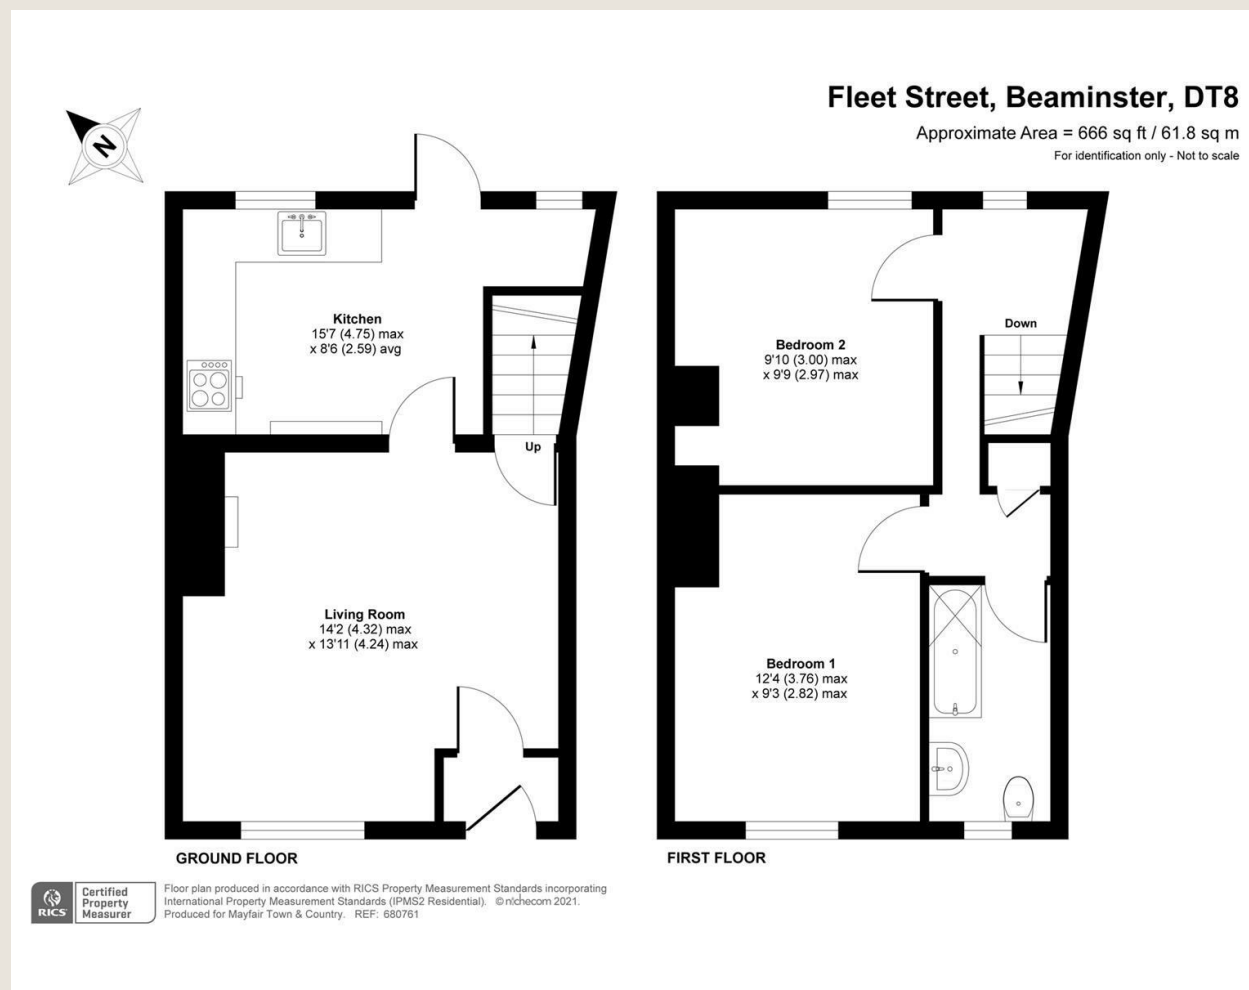 Fleet Street, Beaminster, DT8
Approximate Area = 666 sq ft / 61.8 sq m
For identification only - Not to scale
N
Kitchen
15'7 (4.75) max
x 8'6 (2.59) avg
Up
Living Room
14'2 (4.32) max
x 13'11 (4.24) max
GROUND FLOOR
Bedroom 2
9'10 (3.00) max
x 9'9 (2.97) max
Down
Bedroom 1
12'4 (3.76) max
x 9'3 (2.82) max
FIRST FLOOR
RICS
Certified
Property
Measurer
Floor plan produced in accordance with RICS Property Measurement Standards incorporating
International Property Measurement Standards (IPMS2 Residential). © nichecom 2021.
Produced for Mayfair Town & Country. REF: 680761